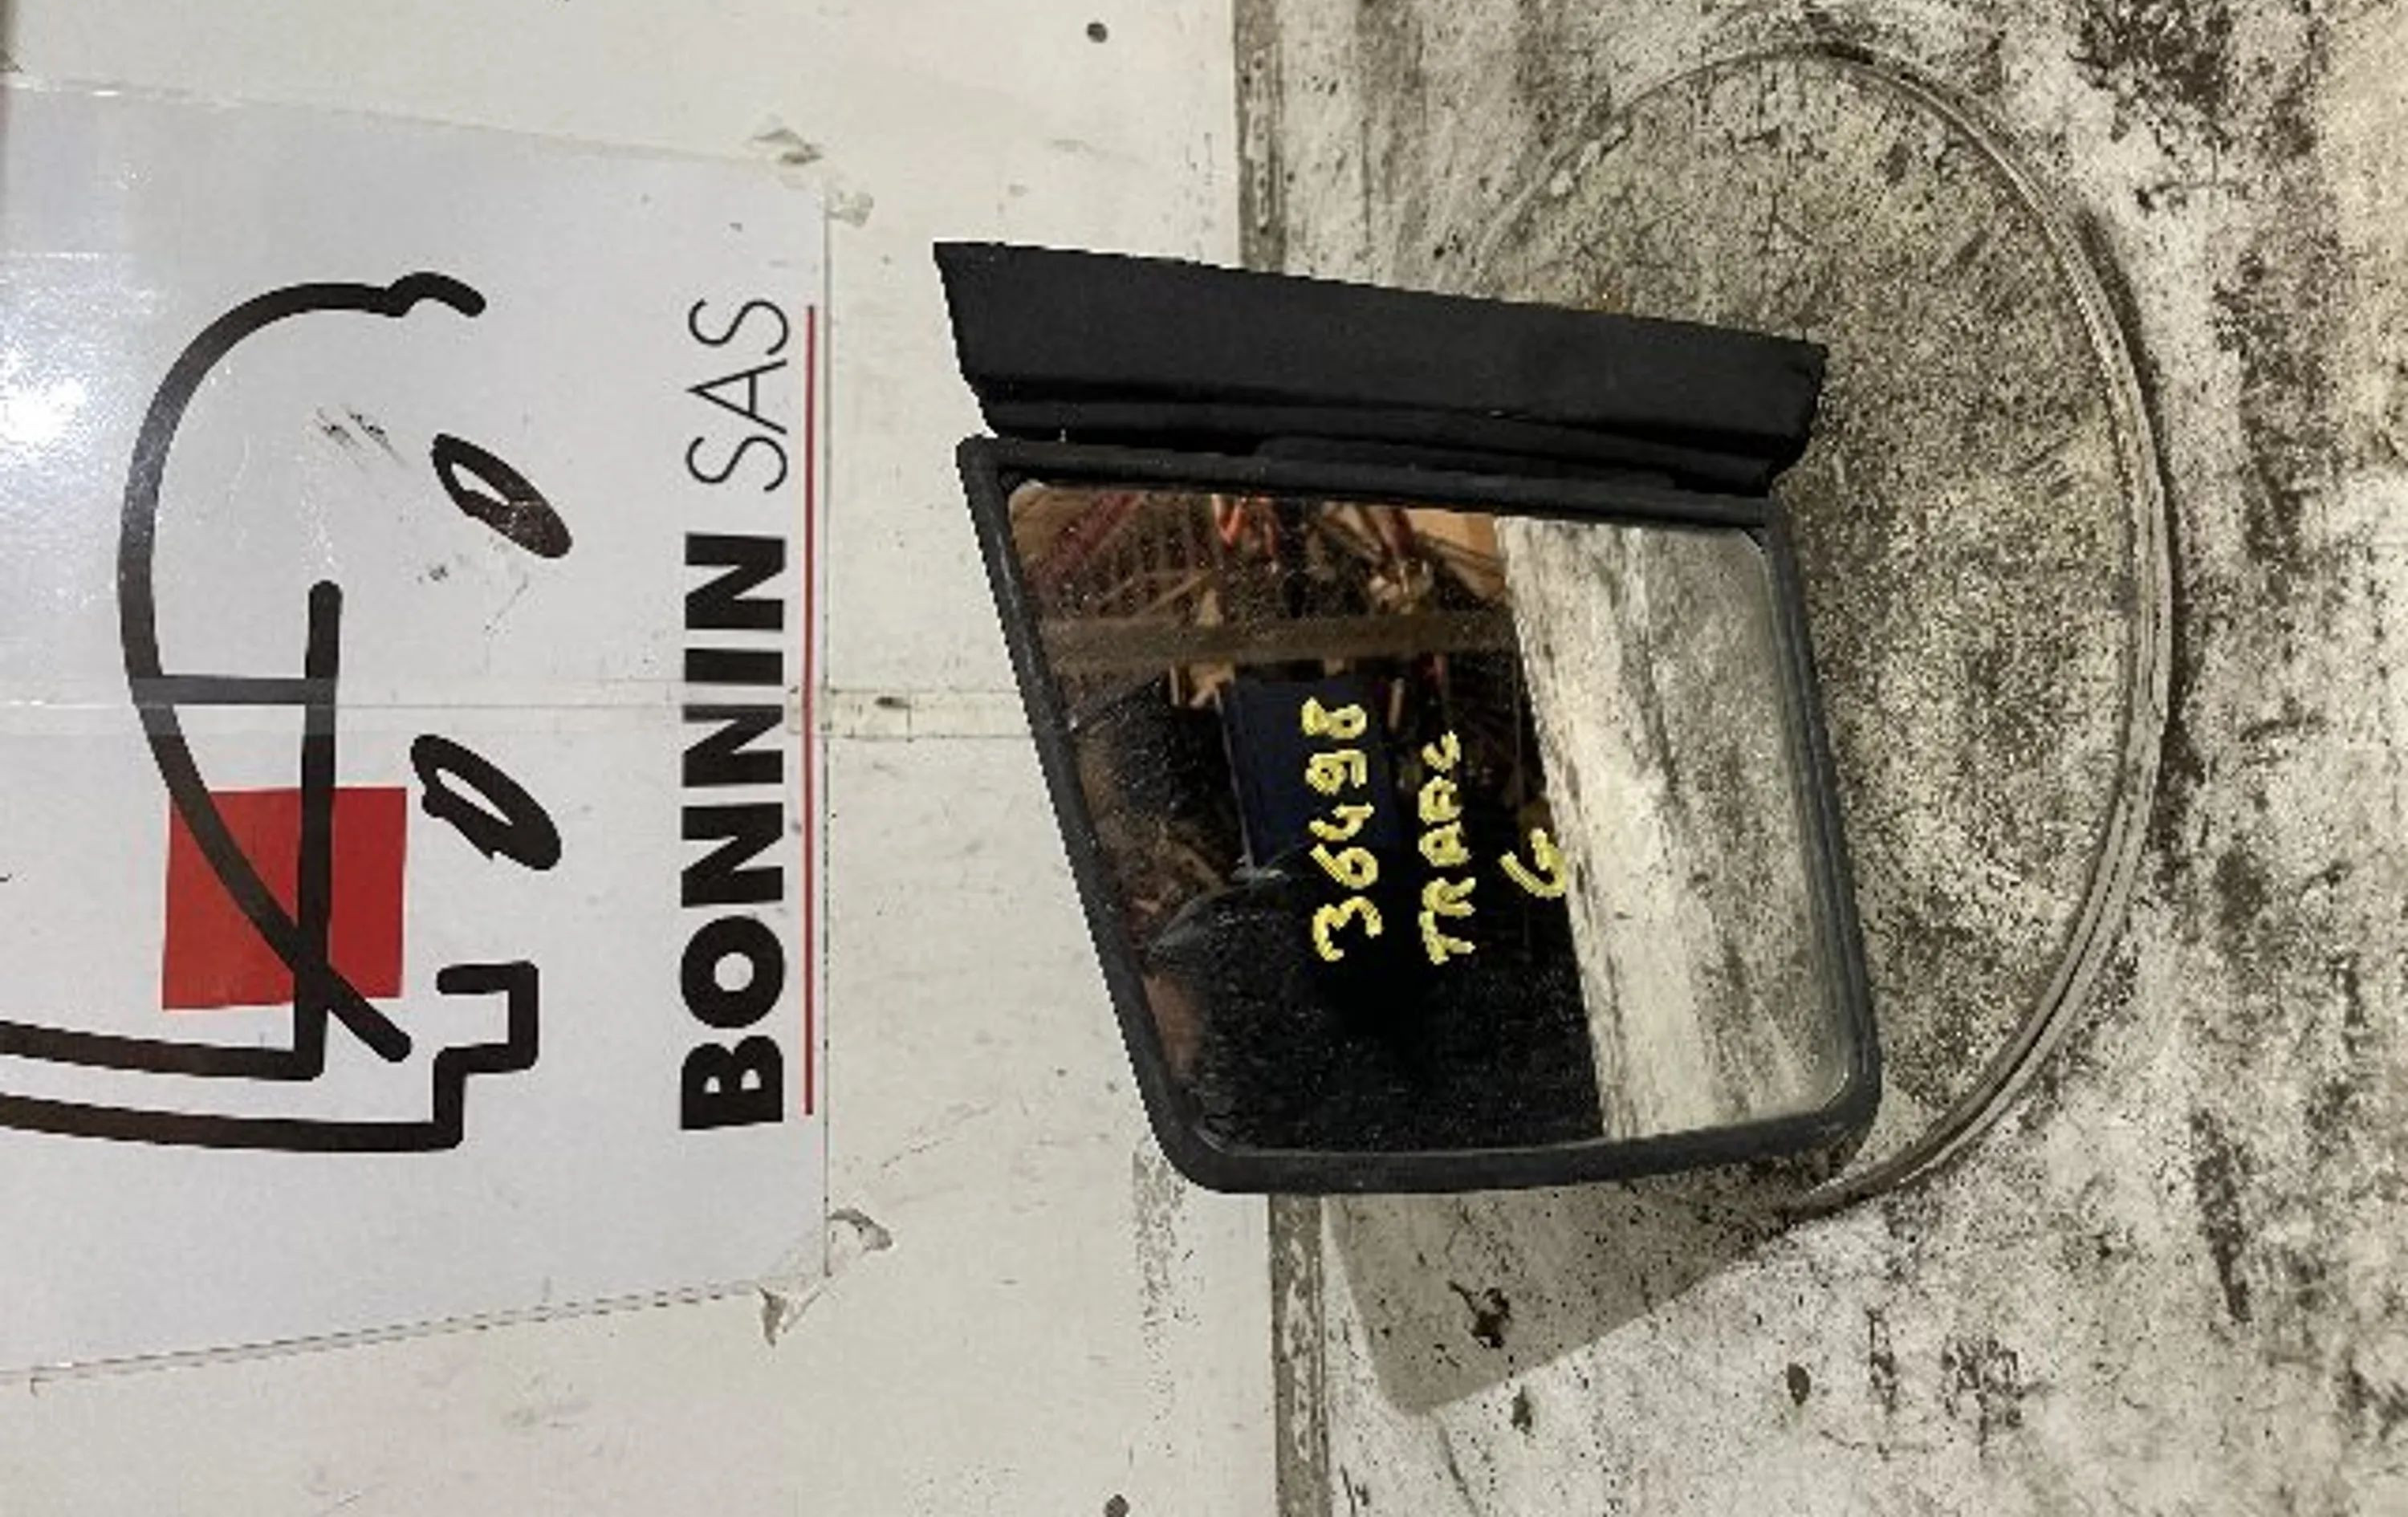 BONNIN SAS
36498
TRAFC
G